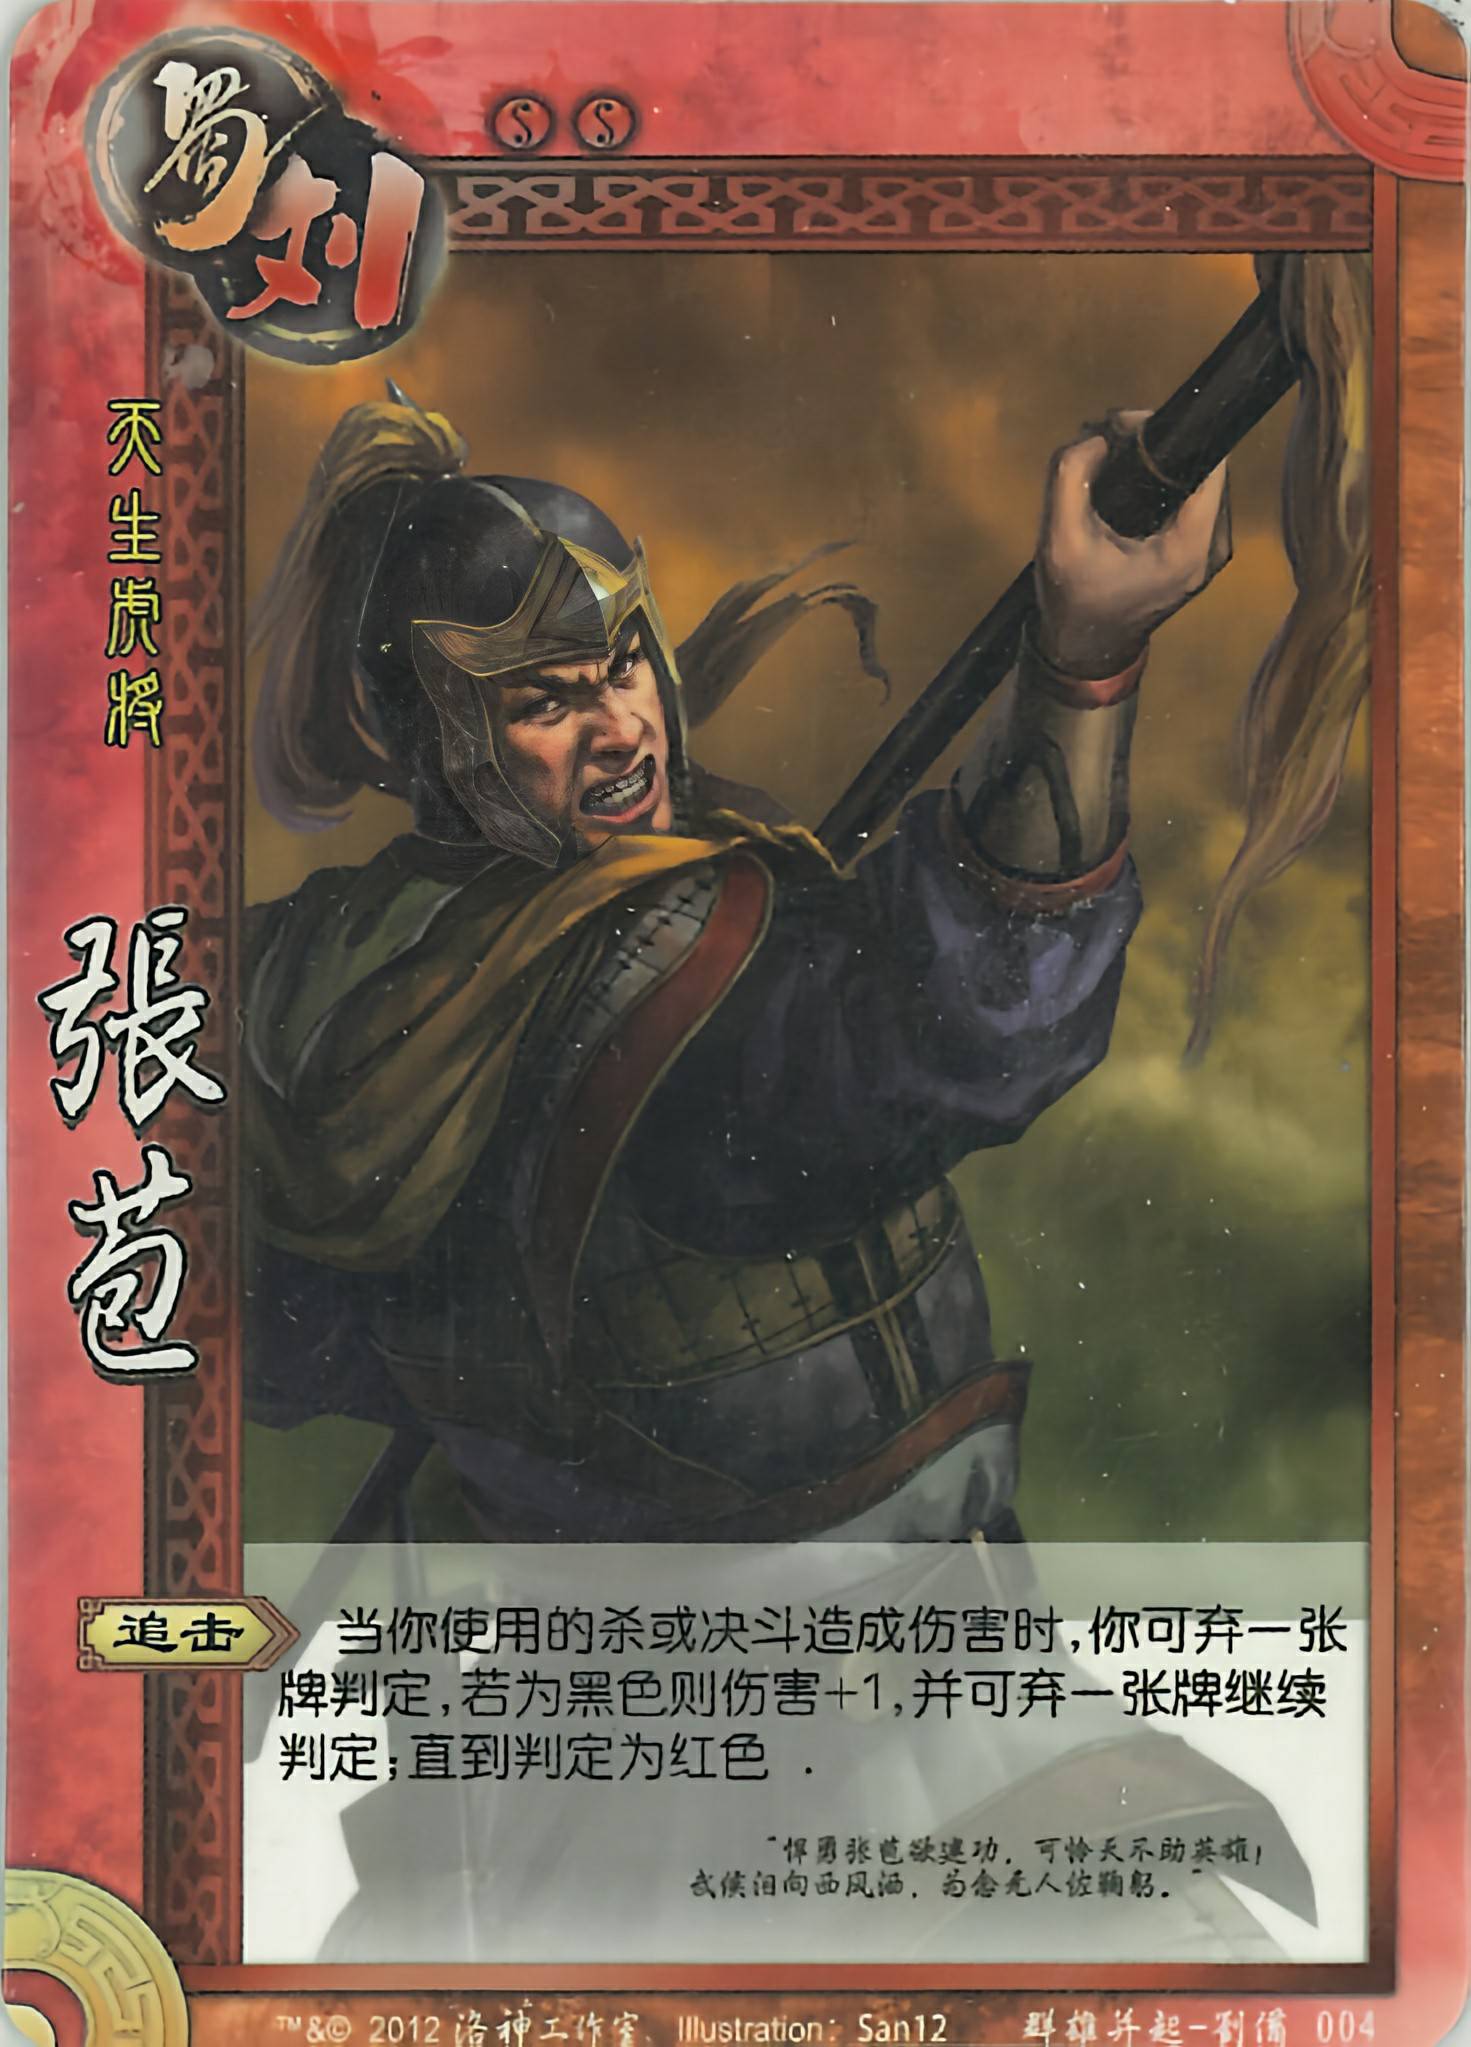 蜀
刘
天生虎将
張苞
追击
当你使用的杀或决斗造成伤害时,你可弃一张
牌判定,若为黑色则伤害+1,并可弃一张牌继续
判定;直到判定为红色 .
"悍勇张苞欲建功,可怜天不助英雄!
武侯泪向西风洒,为念无人佐鞠躬。"
™&© 2012 洛神工作室. Illustration: San12 群雄并起-劉備 004